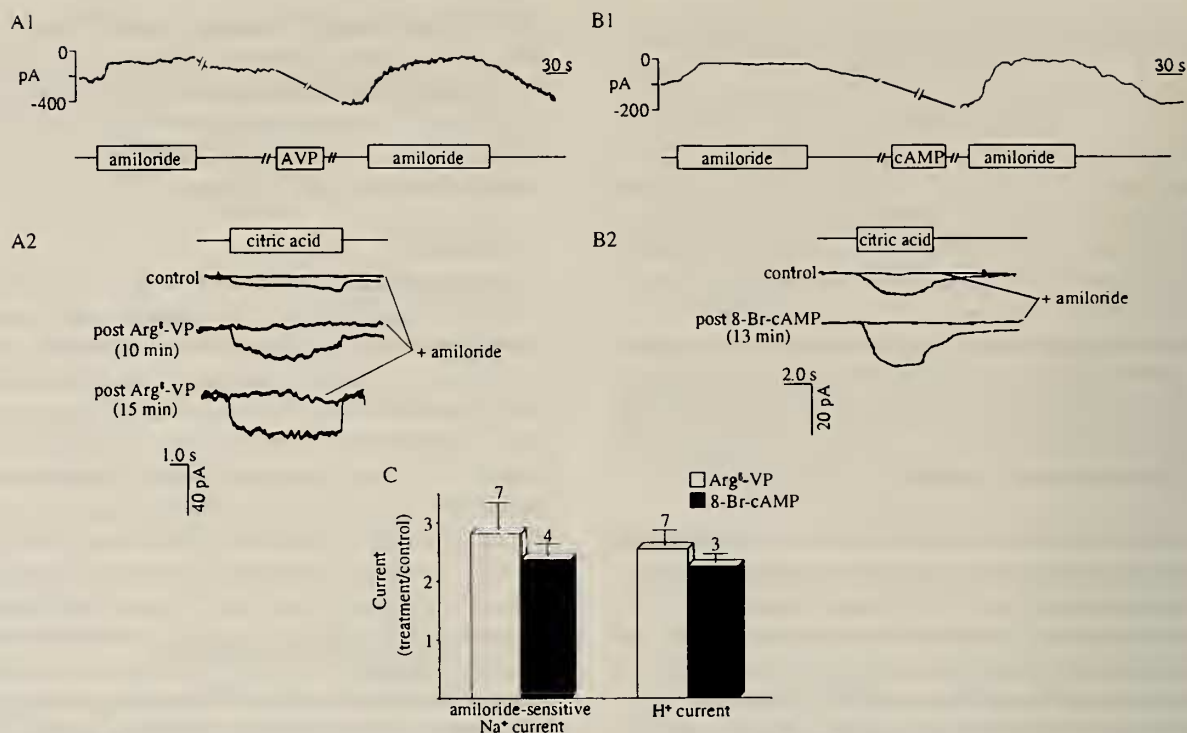 A1
0
pA
-400
30 s
amiloride
AVP
amiloride
B1
0
pA
-200
30 s
amiloride
cAMP
amiloride
A2
citric acid
control
post Arg⁸-VP
(10 min)
+ amiloride
post Arg⁸-VP
(15 min)
1.0 s
40 pA
B2
citric acid
control
+ amiloride
post 8-Br-cAMP
(13 min)
2.0 s
20 pA
C
Arg⁸-VP
8-Br-cAMP
Current
(treatment/control)
3
2
1
7
4
7
3
amiloride-sensitive
Na⁺ current
H⁺ current